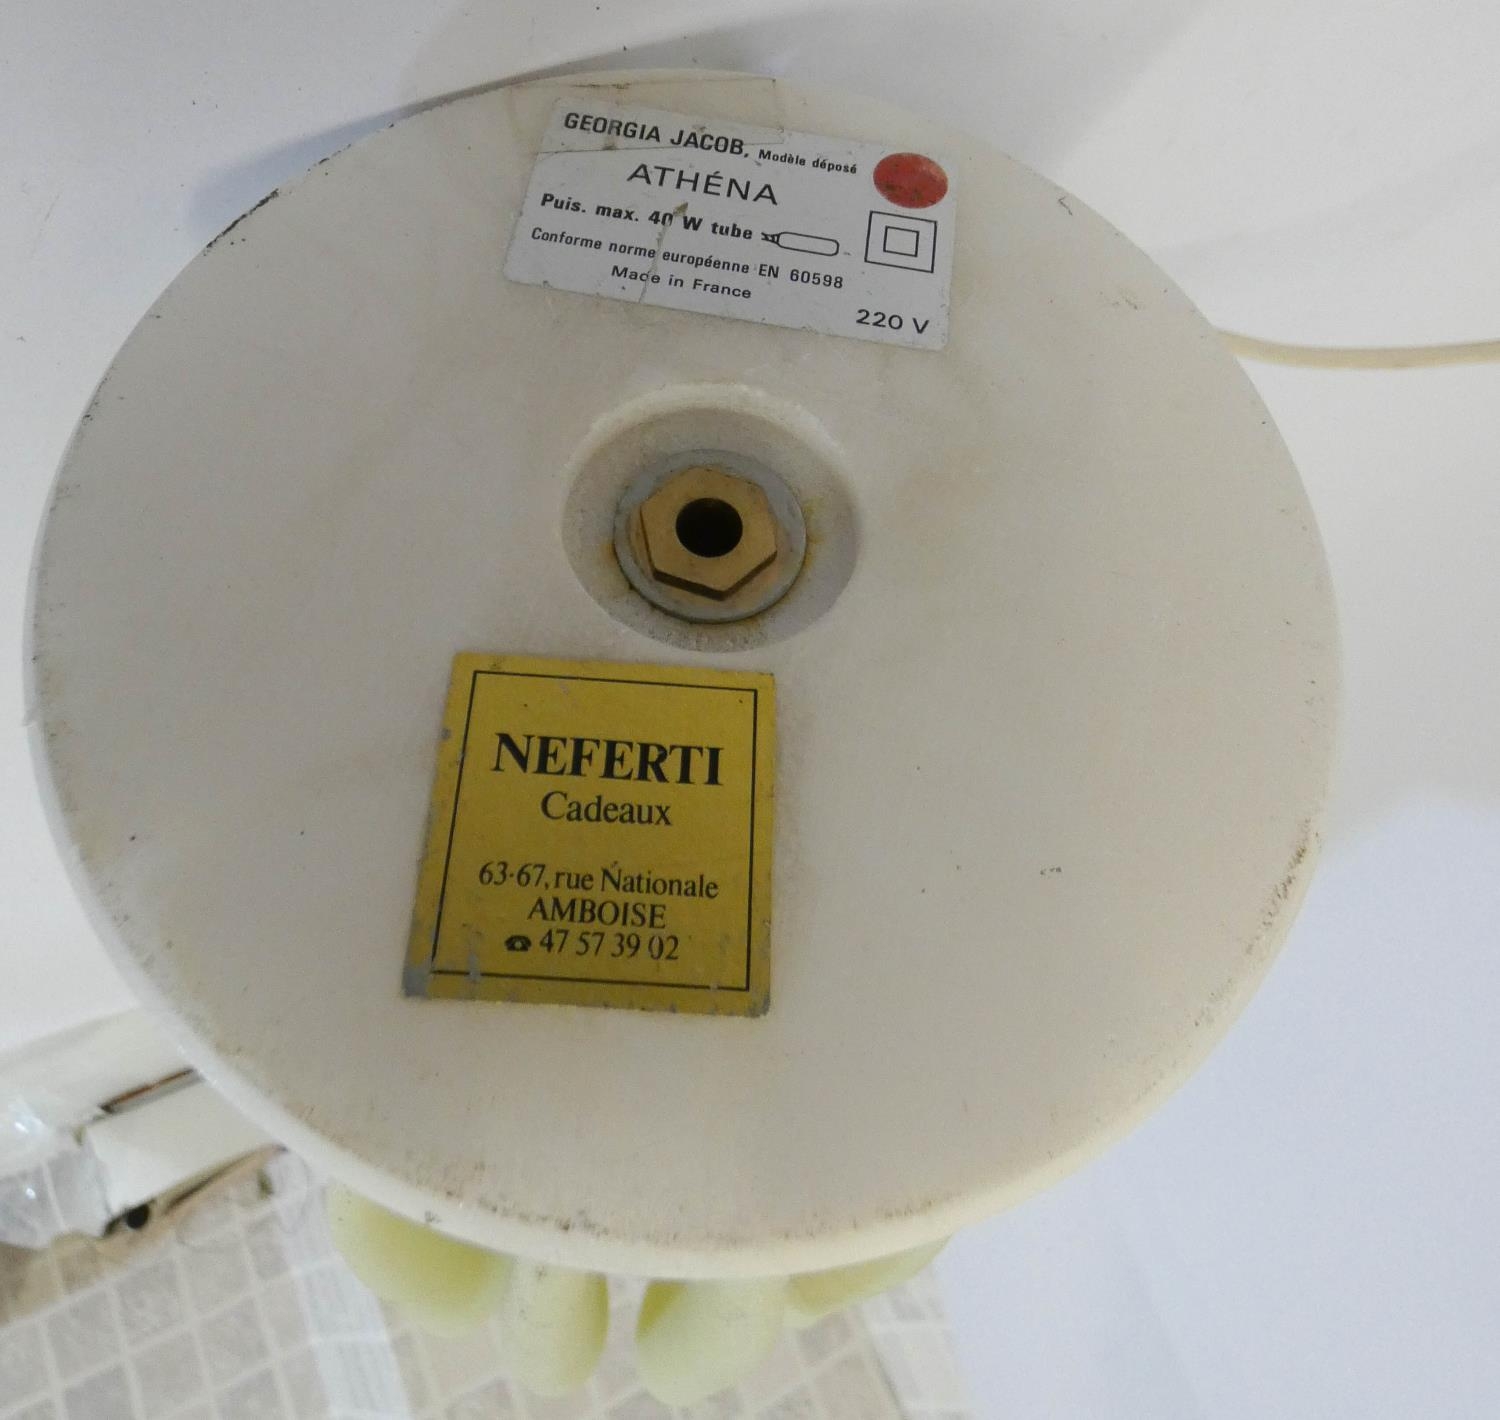 GEORGIA JACOB, Modèle déposé
ATHÉNA
Puis. max. 40 W tube
Conforme norme européenne EN 60598
Made in France
220 V
NEFERTI
Cadeaux
63-67, rue Nationale
AMBOISE
☎ 47 57 39 02